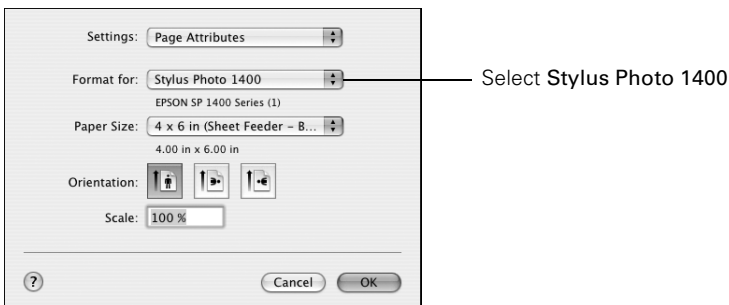 Settings: Page Attributes
Format for: Stylus Photo 1400
Select Stylus Photo 1400
EPSON SP 1400 Series (1)
Paper Size: 4 x 6 in (Sheet Feeder – B...
4.00 in x 6.00 in
Orientation:
Scale: 100 %
? Cancel OK